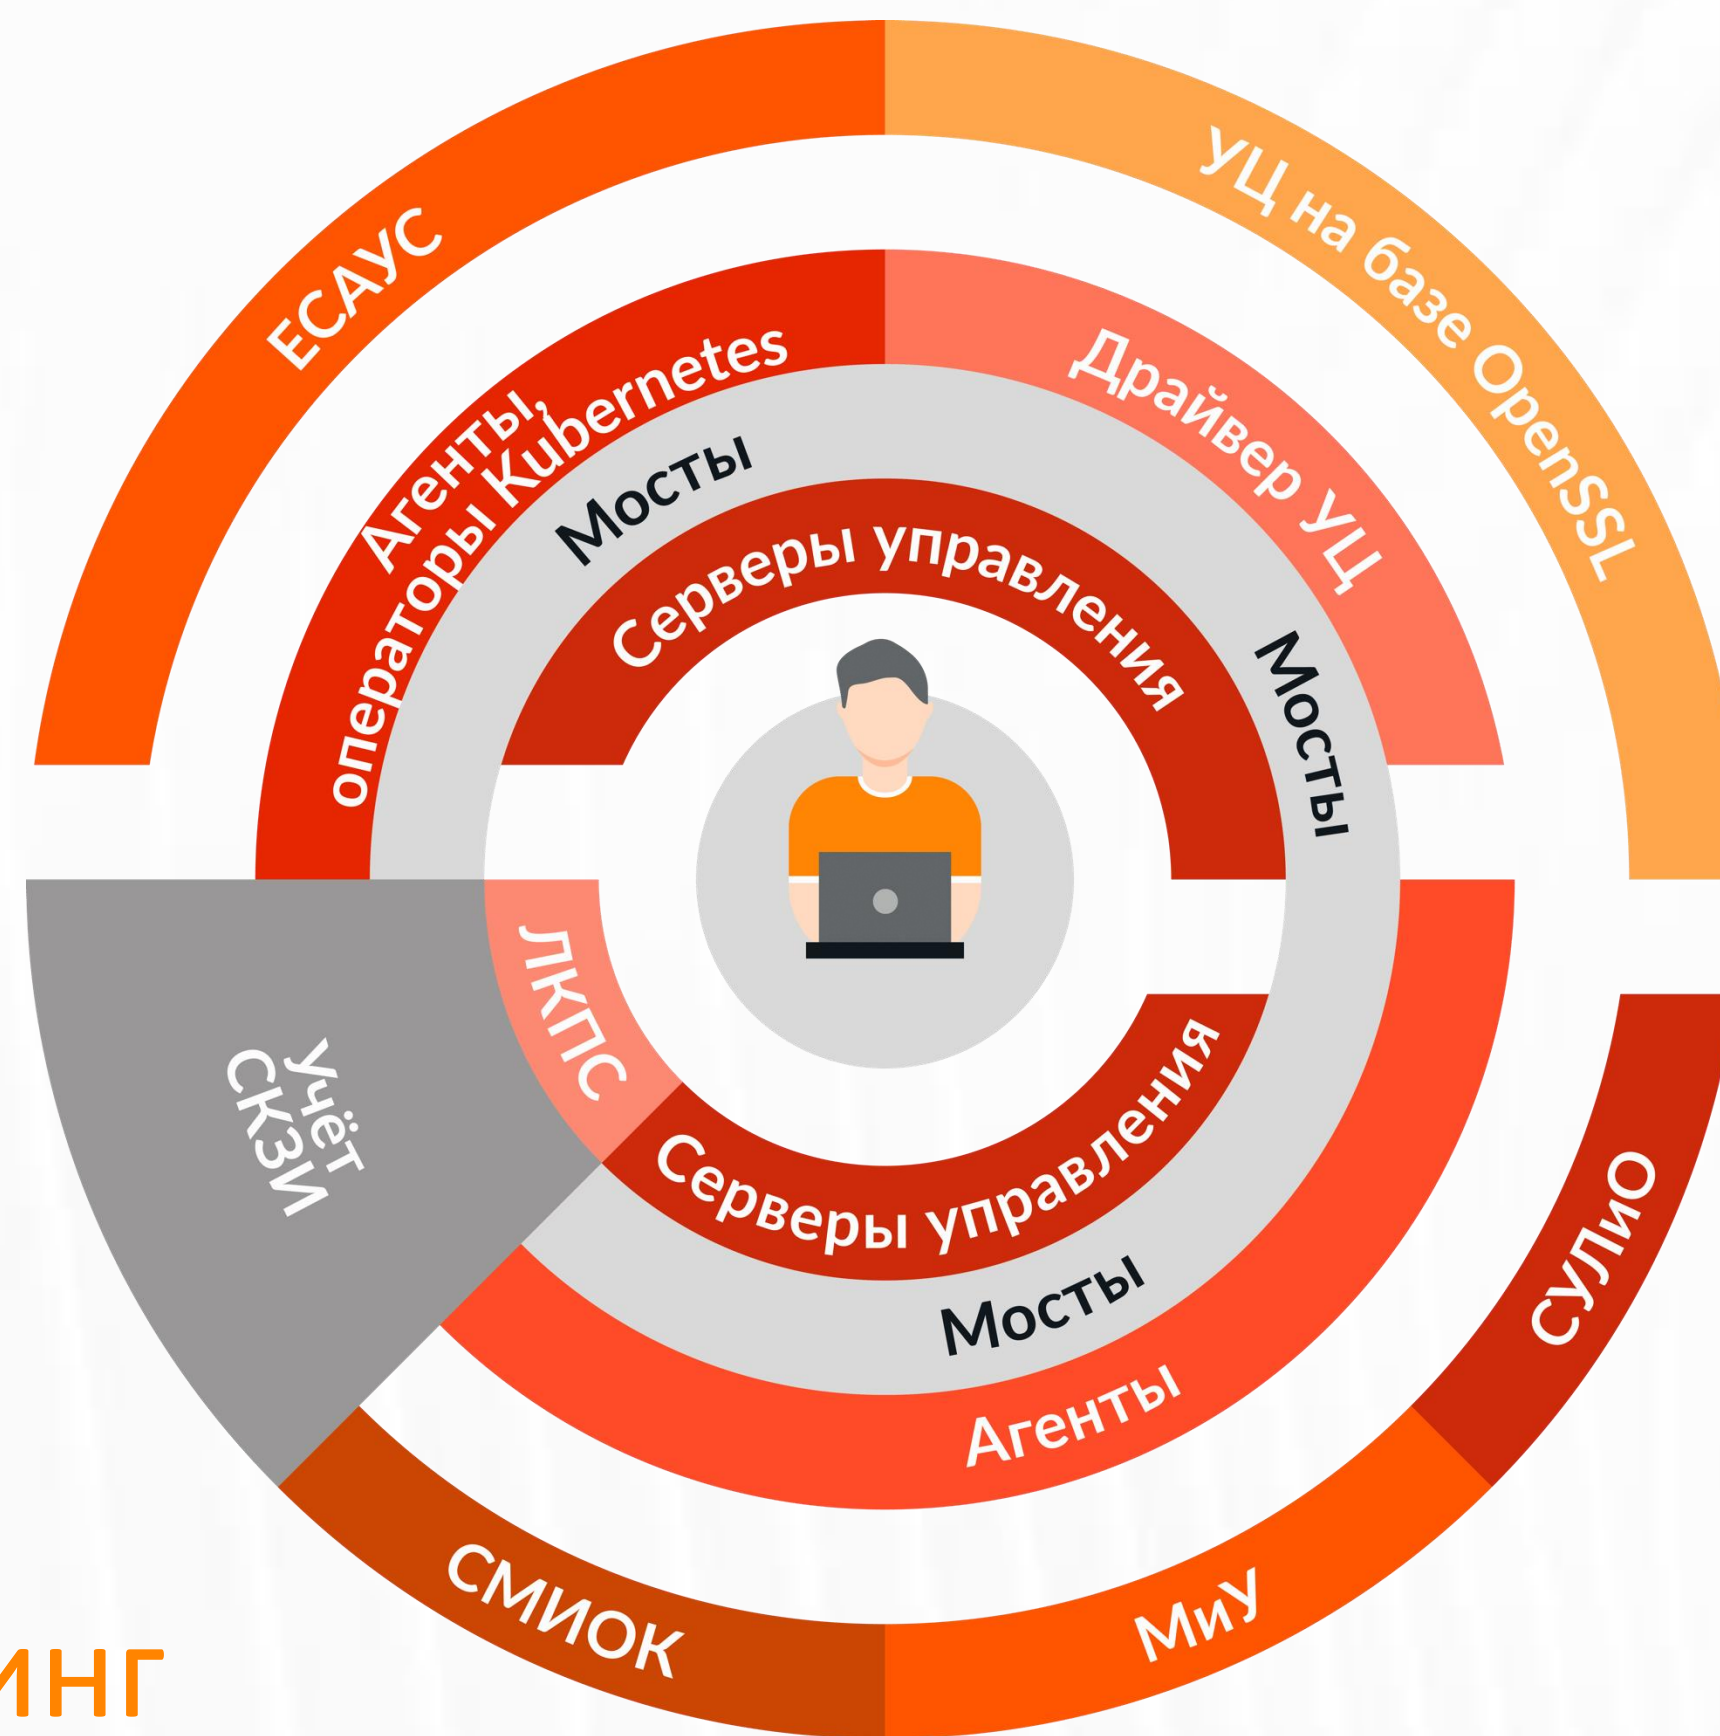 ЕСАУС
УЦ на базе OpenSSL
Агенты,
операторы Kubernetes
Драйвер УЦ
Мосты
Серверы управления
Мосты
ЛКПС
Учёт
СКЗИ
Серверы управления
Мосты
Агенты
СУЛиО
СМИОК
МиУ
ИНГ